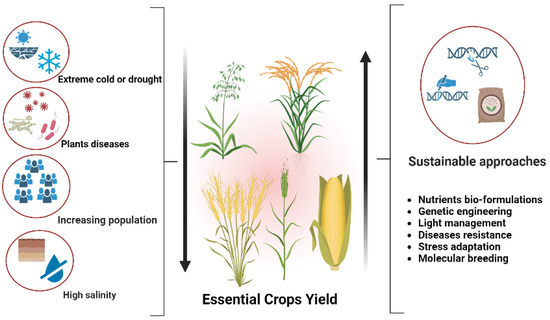 Extreme cold or drought
Plants diseases
Increasing population
High salinity
Essential Crops Yield
Sustainable approaches
Nutrients bio-formulations
Genetic engineering
Light management
Diseases resistance
Stress adaptation
Molecular breeding